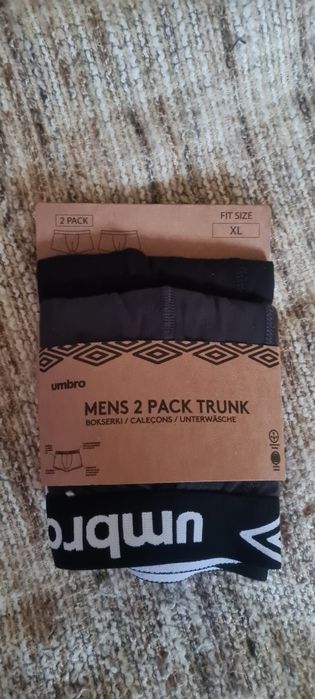 2 PACK
FIT SIZE
XL
umbro
MENS 2 PACK TRUNK
BOKSERKI / CALEÇONS / UNTERWÄSCHE
umbro